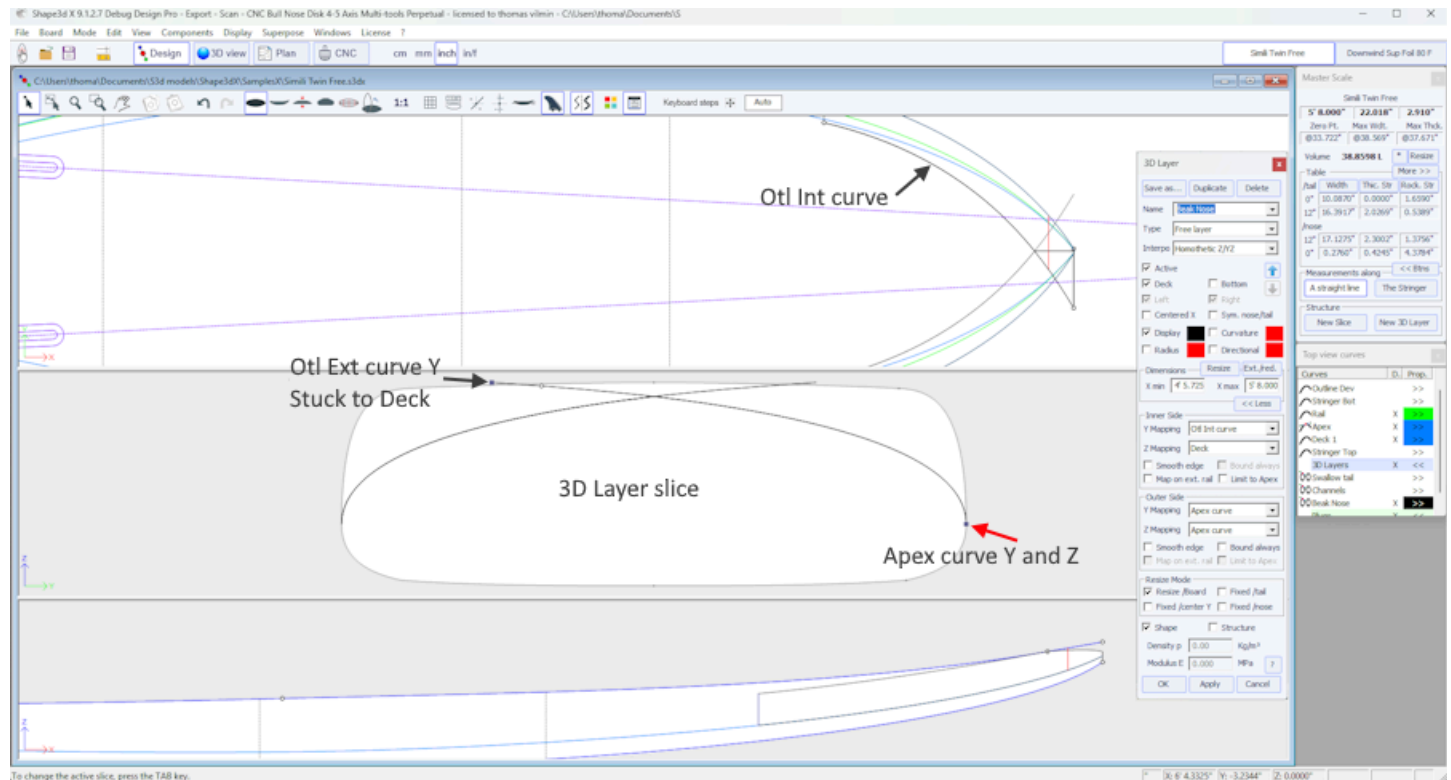 Shape3d X 9.1.2.7 Debug Design Pro - Export - Scan - CNC Bull Nose Disk 4-5 Axis Multi-tools Perpetual - licensed to thomas vilmin - C:\Users\thoma\Documents\S
File Board Mode Edit View Components Display Superpose Windows License ?
Design 3D view Plan CNC cm mm inch in/f Simili Twin Free Downwind Sup Foil 80 F
C:\Users\thoma\Documents\S3d models\Shape3dX\SamplesX\Simili Twin Free.s3dx
1:1 Keyboard steps Auto
Otl Int curve
x
Otl Ext curve Y
Stuck to Deck
3D Layer slice
Apex curve Y and Z
z
Y
z
x
3D Layer
Save as... Duplicate Delete
Name Beak Nose
Type Free layer
Interpo Homothetic Z/YZ
Active
Deck Bottom
Left Right
Centered X Sym. nose/tail
Display Curvature
Radius Directional
Dimensions Resize Ext./red.
X min 4' 5.725 X max 5' 8.000
<< Less
Inner Side
Y Mapping Otl Int curve
Z Mapping Deck
Smooth edge Bound always
Map on ext. rail Limit to Apex
Outer Side
Y Mapping Apex curve
Z Mapping Apex curve
Smooth edge Bound always
Map on ext. rail Limit to Apex
Resize Mode
Resize /Board Fixed /tail
Fixed /center Y Fixed /nose
Shape Structure
Density p 0.00 Kg/m³
Modulus E 0.000 MPa ?
OK Apply Cancel
Master Scale
Simili Twin Free
5' 8.000" 22.018" 2.910"
Zero Pt. Max Widt. Max Thck.
@33.722" @38.569" @37.671"
Volume 38.8598 L * Resize
Table More >>
/tail Width Thic. Str Rock. Str
0" 10.0870" 0.0000" 1.6590"
12" 16.3917" 2.0269" 0.5389"
/nose
12" 17.1275" 2.3002" 1.3756"
0" 0.2760" 0.4245" 4.3784"
Measurements along << Btns
A straight line The Stringer
Structure
New Slice New 3D Layer
Top view curves
Curves D. Prop.
Outline Dev >>
Stringer Bot >>
Rail X >>
Apex X >>
Deck 1 X >>
Stringer Top >>
3D Layers X <<
Swallow tail >>
Channels >>
Beak Nose X >>
To change the active slice, press the TAB key.
" X: 6' 4.3325" Y: -3.2344" Z: 0.0000"